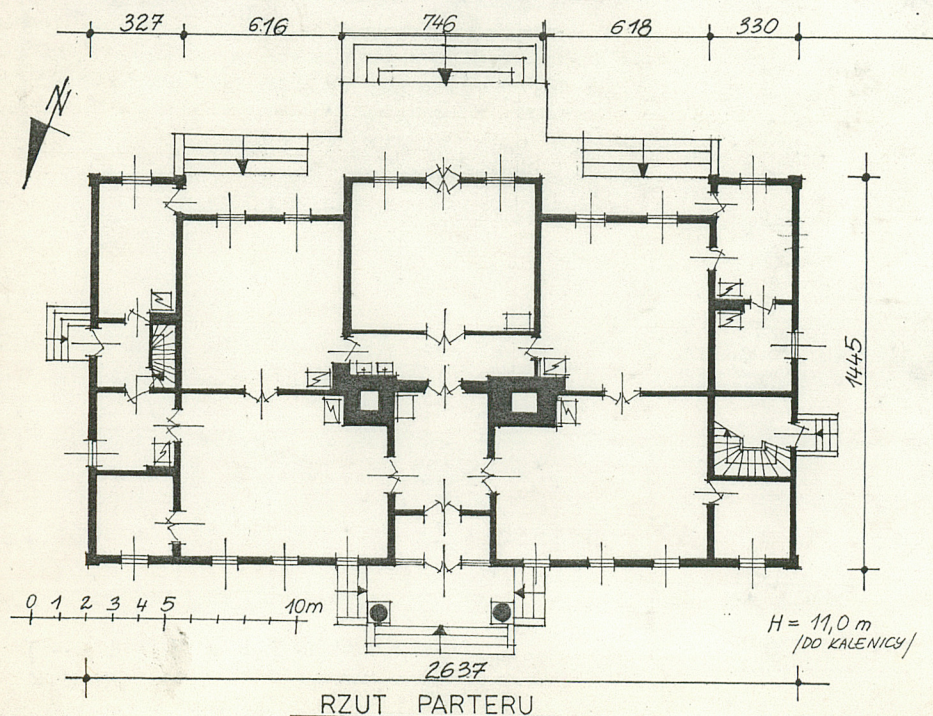 327 616 746 618 330
N
1445
0 1 2 3 4 5 10m
H = 11,0 m
/DO KALENICY/
2637
RZUT PARTERU